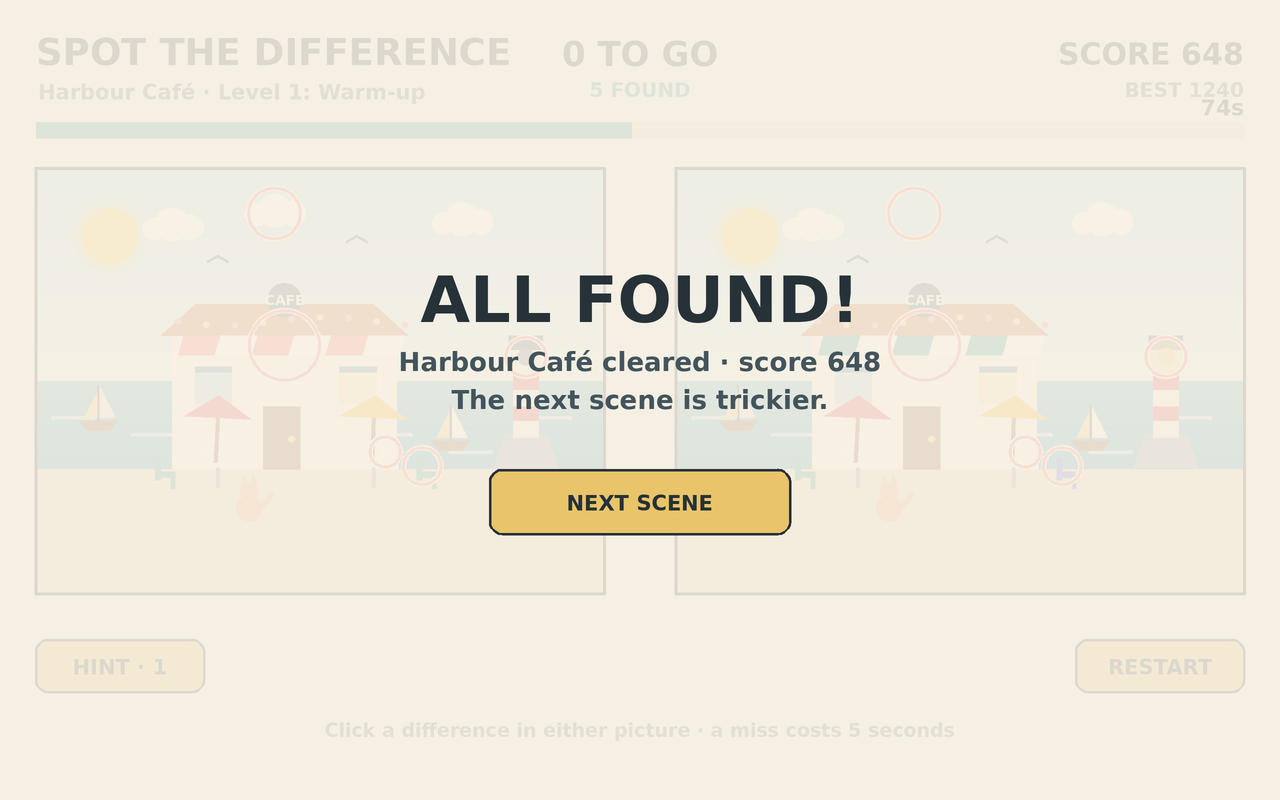 SPOT THE DIFFERENCE
0 TO GO
SCORE 648
Harbour Café · Level 1: Warm-up
5 FOUND
BEST 1240
74s
CAFE
CAFE
ALL FOUND!
Harbour Café cleared · score 648
The next scene is trickier.
NEXT SCENE
HINT · 1
RESTART
Click a difference in either picture · a miss costs 5 seconds